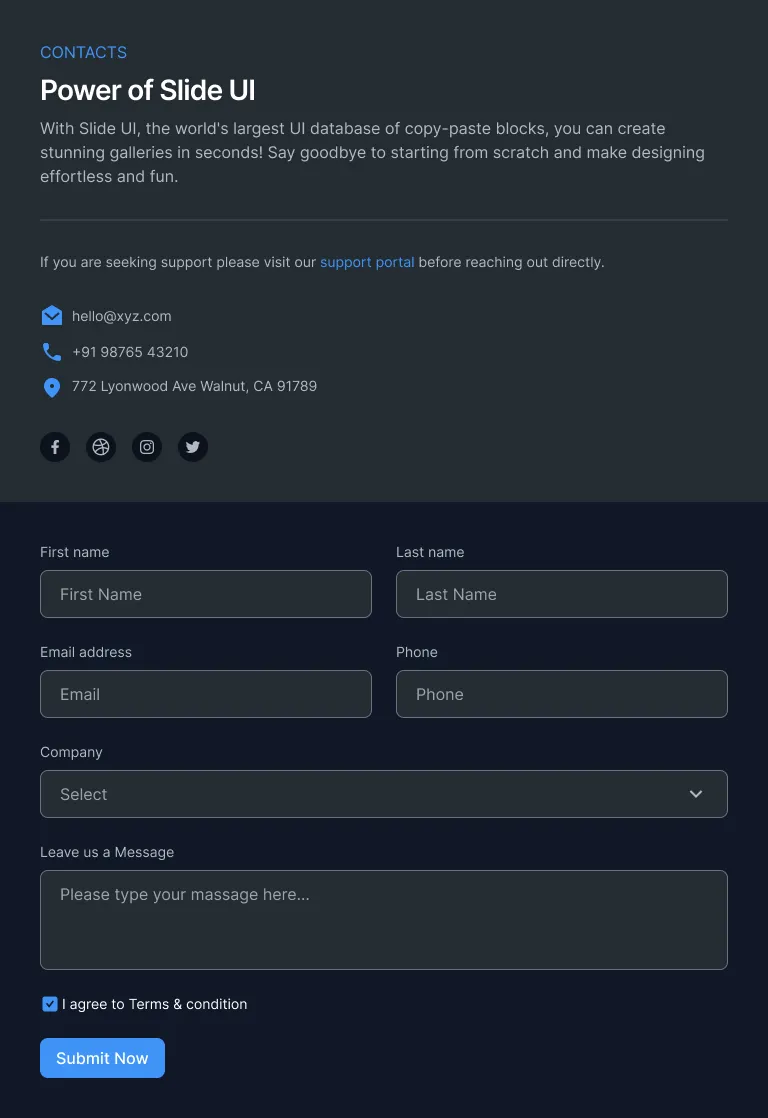 CONTACTS
Power of Slide UI
With Slide UI, the world's largest UI database of copy-paste blocks, you can create
stunning galleries in seconds! Say goodbye to starting from scratch and make designing
effortless and fun.
If you are seeking support please visit our support portal before reaching out directly.
hello@xyz.com
+91 98765 43210
772 Lyonwood Ave Walnut, CA 91789
First name
Last name
First Name
Last Name
Email address
Phone
Email
Phone
Company
Select
Leave us a Message
Please type your massage here...
I agree to Terms & condition
Submit Now